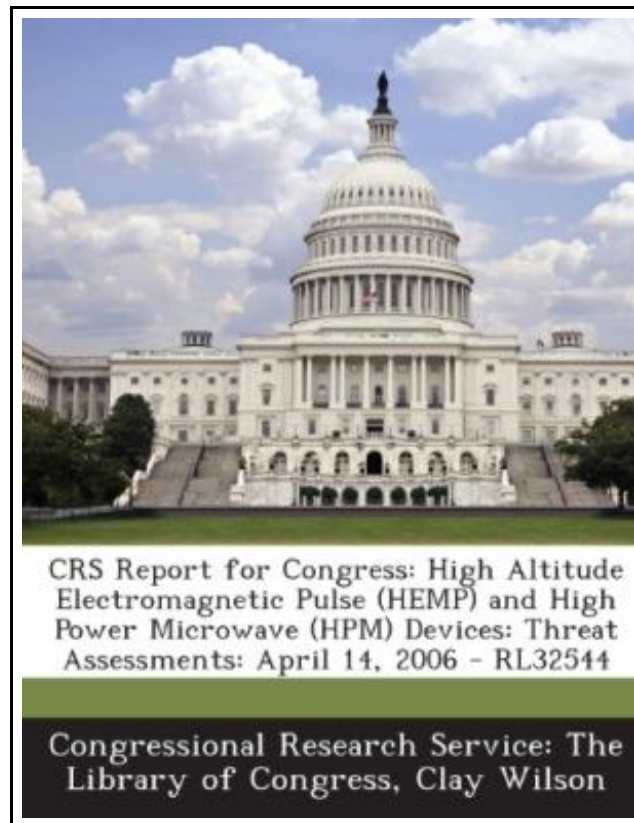 CRS Report for Congress: High Altitude
Electromagnetic Pulse (HEMP) and High
Power Microwave (HPM) Devices: Threat
Assessments: April 14, 2006 - RL32544
Congressional Research Service: The
Library of Congress, Clay Wilson